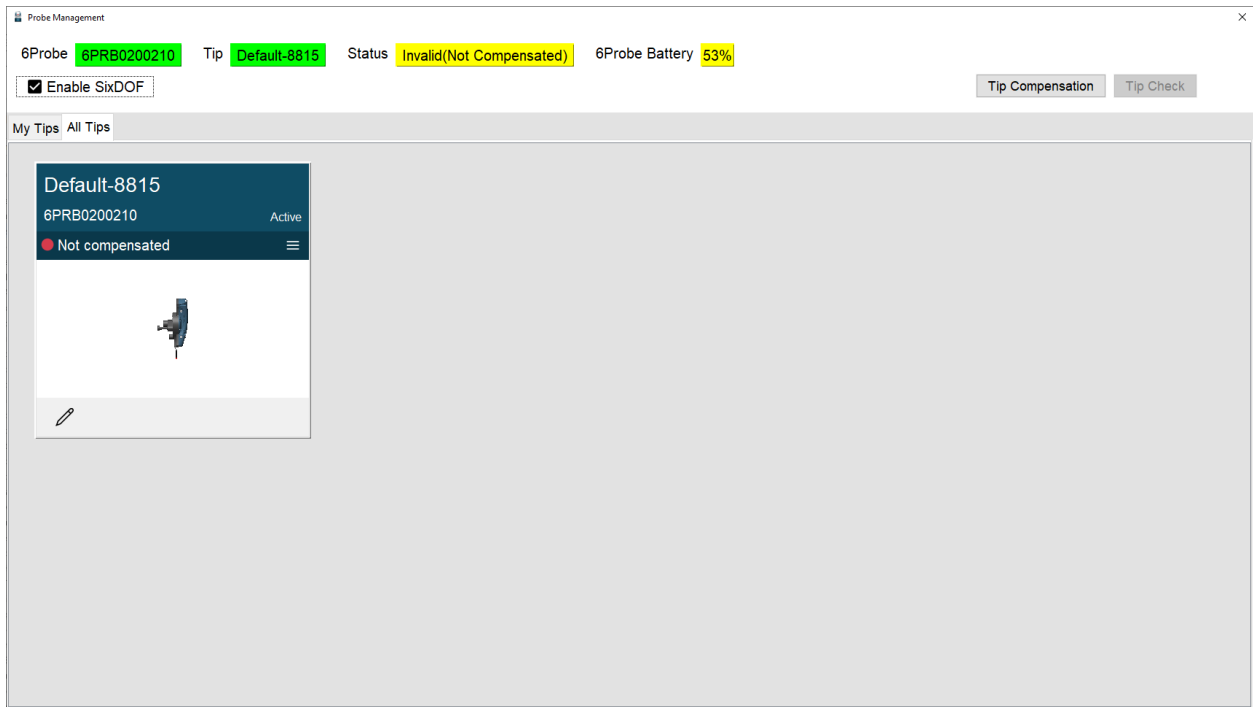 Probe Management
6Probe 6PRB0200210 Tip Default-8815 Status Invalid(Not Compensated) 6Probe Battery 53%
Enable SixDOF Tip Compensation Tip Check
My Tips All Tips
Default-8815
6PRB0200210 Active
Not compensated